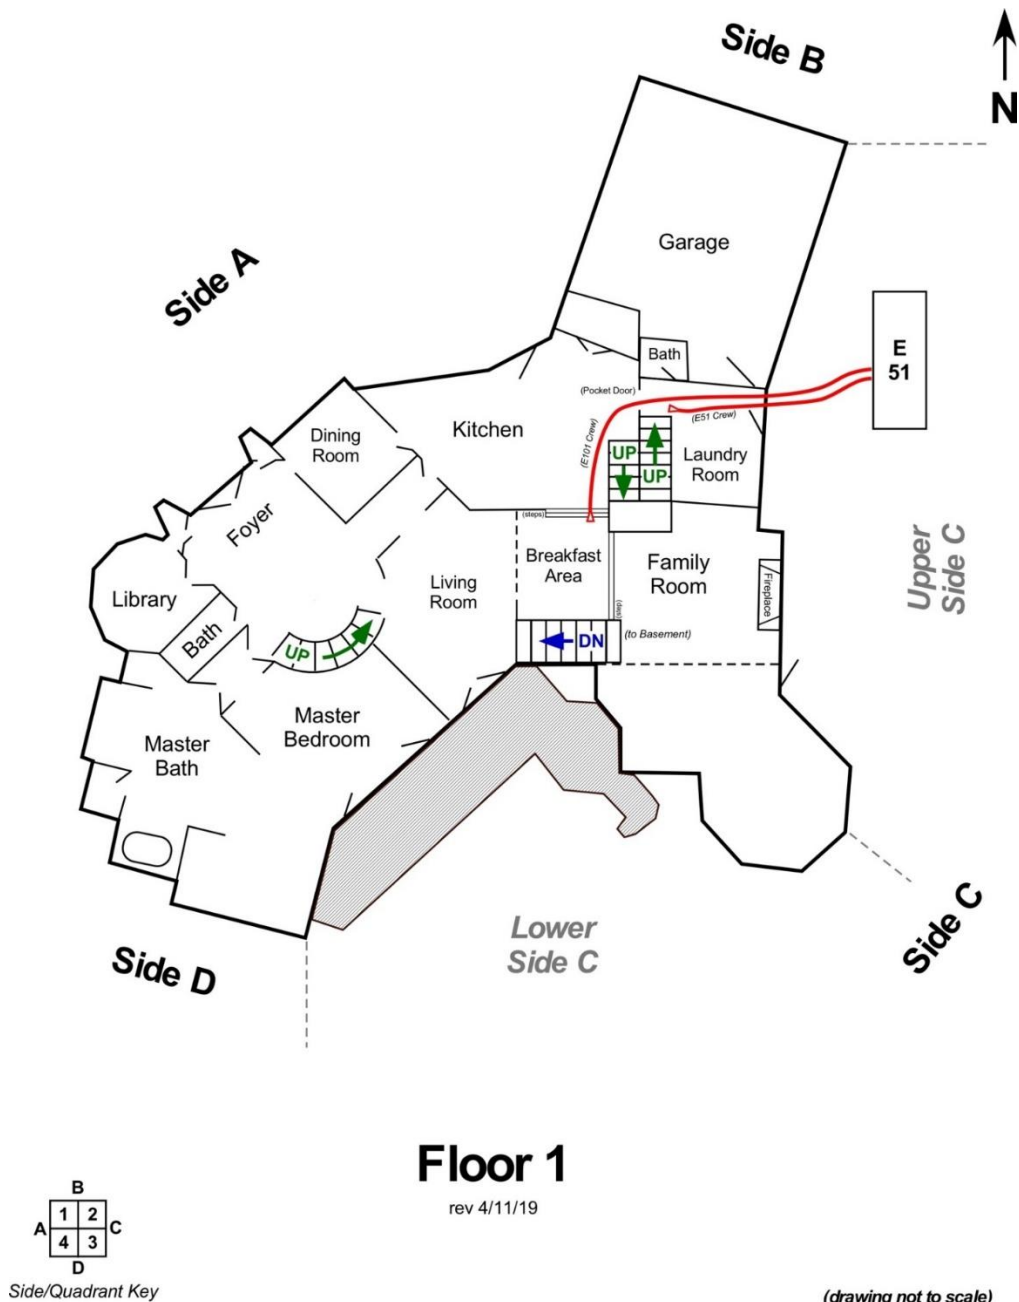 Side B
N
Side A
Garage
E
51
Bath
(Pocket Door)
(E51 Crew)
(E101 Crew)
Kitchen
Dining
Room
UP
UP
Laundry
Room
Foyer
(steps)
Breakfast
Area
Family
Room
Upper
Side C
Living
Room
Fireplace
Library
(step)
Bath
UP
DN
(to Basement)
Master
Bedroom
Master
Bath
Side C
Lower
Side C
Side D
Floor 1
rev 4/11/19
B
1 2
A C
4 3
D
Side/Quadrant Key
(drawing not to scale)